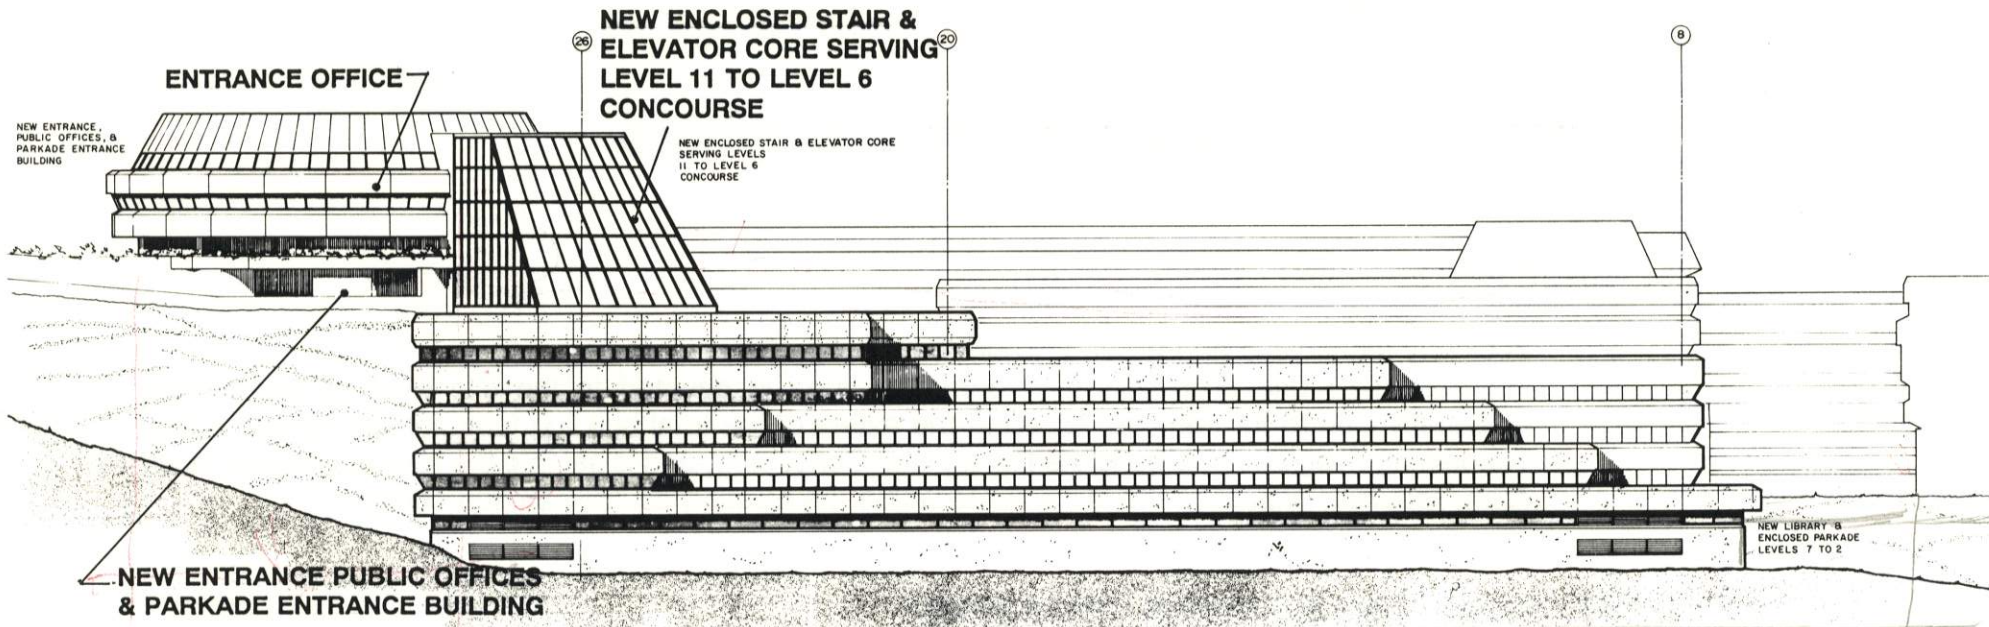 NEW ENCLOSED STAIR &
ELEVATOR CORE SERVING
LEVEL 11 TO LEVEL 6
CONCOURSE
26
20
8
ENTRANCE OFFICE
NEW ENTRANCE,
PUBLIC OFFICES, &
PARKADE ENTRANCE
BUILDING
NEW ENCLOSED STAIR & ELEVATOR CORE
SERVING LEVELS
11 TO LEVEL 6
CONCOURSE
NEW LIBRARY &
ENCLOSED PARKADE
LEVELS 7 TO 2
NEW ENTRANCE PUBLIC OFFICES
& PARKADE ENTRANCE BUILDING